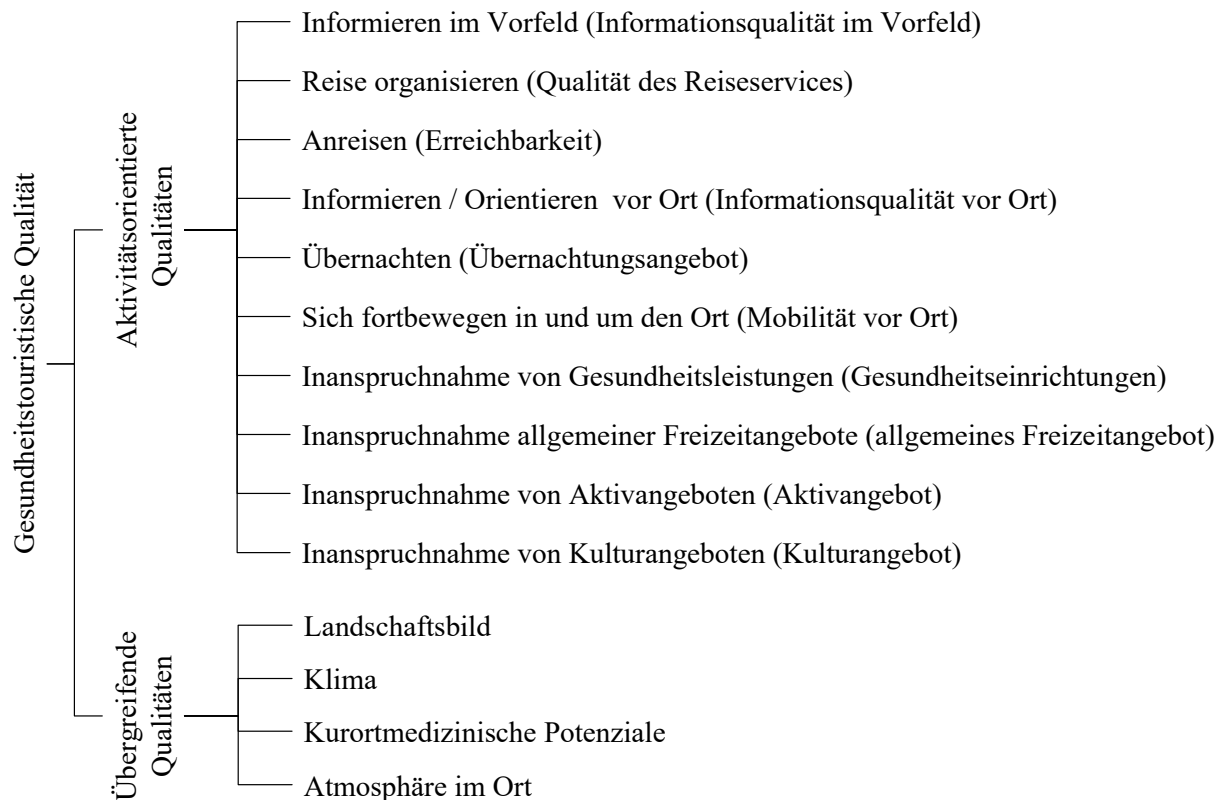 Gesundheitstouristische Qualität
Aktivitätsorientierte
Qualitäten
Informieren im Vorfeld (Informationsqualität im Vorfeld)
Reise organisieren (Qualität des Reiseservices)
Anreisen (Erreichbarkeit)
Informieren / Orientieren  vor Ort (Informationsqualität vor Ort)
Übernachten (Übernachtungsangebot)
Sich fortbewegen in und um den Ort (Mobilität vor Ort)
Inanspruchnahme von Gesundheitsleistungen (Gesundheitseinrichtungen)
Inanspruchnahme allgemeiner Freizeitangebote (allgemeines Freizeitangebot)
Inanspruchnahme von Aktivangeboten (Aktivangebot)
Inanspruchnahme von Kulturangeboten (Kulturangebot)
Übergreifende
Qualitäten
Landschaftsbild
Klima
Kurortmedizinische Potenziale
Atmosphäre im Ort